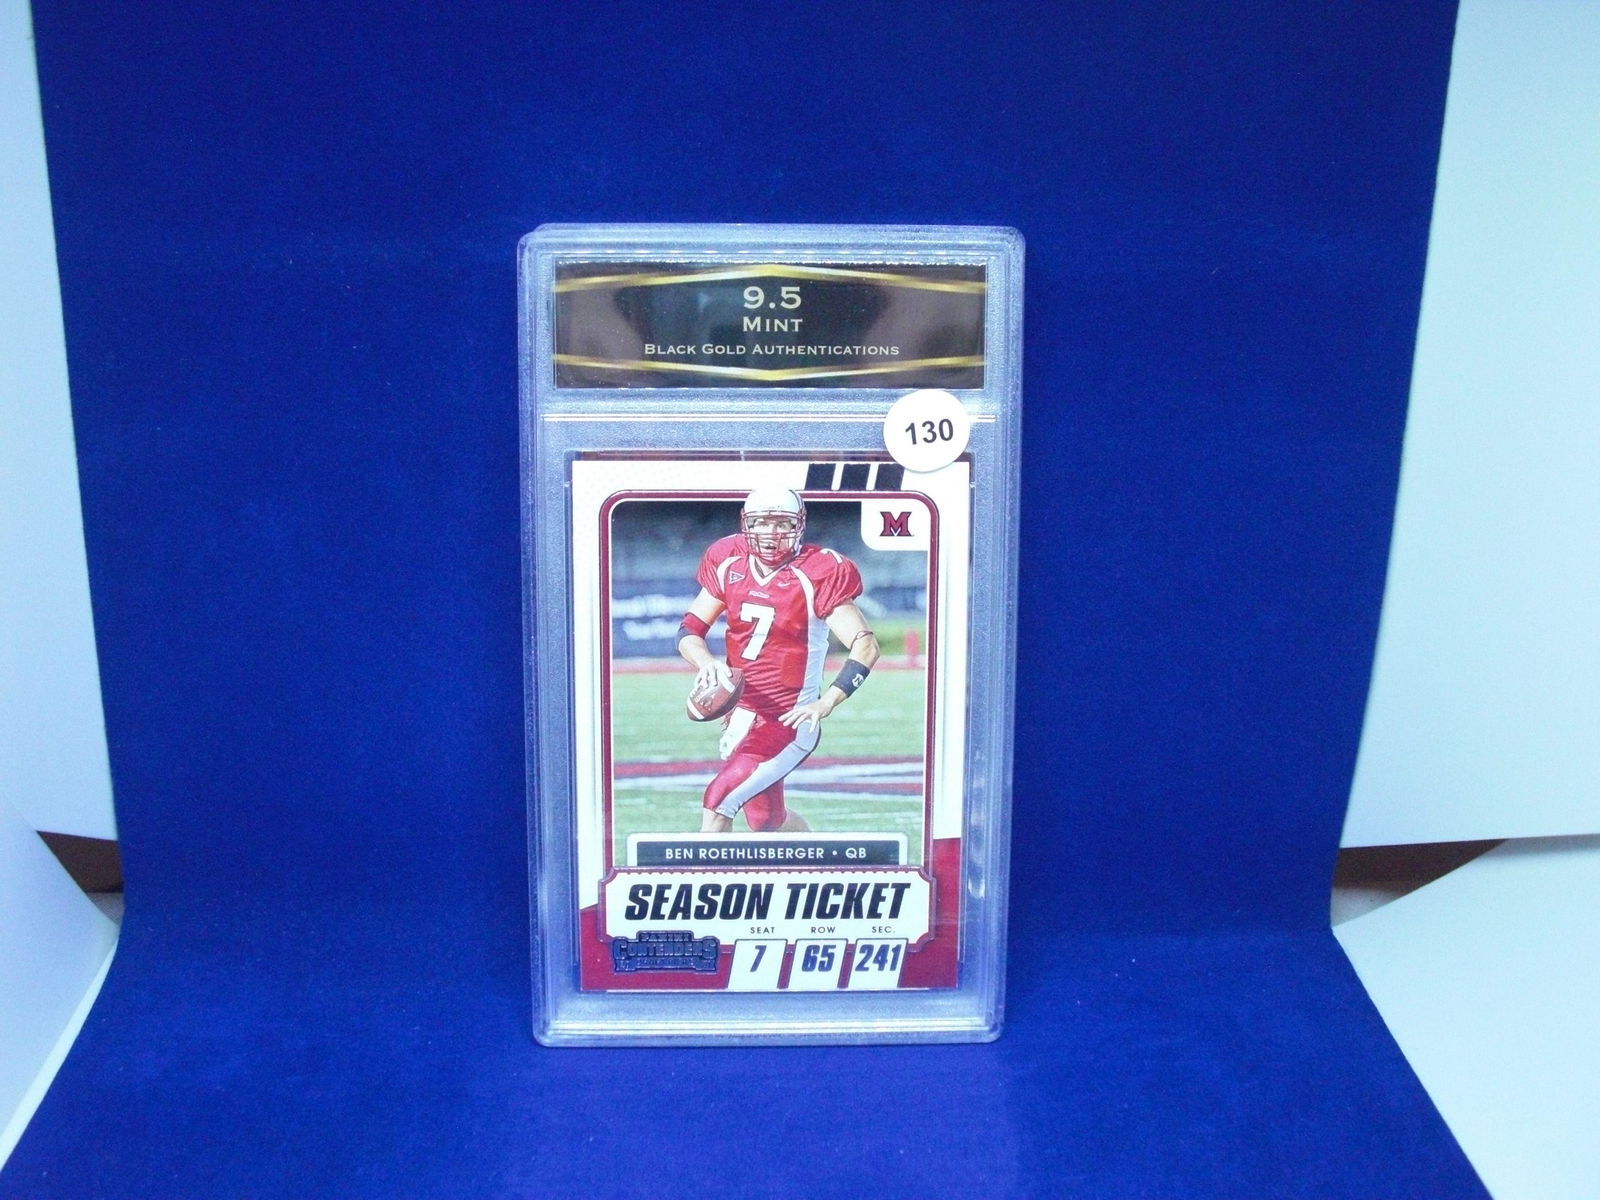 9.5
MINT
BLACK GOLD AUTHENTICATIONS
130
M
7
7
BEN ROETHLISBERGER • QB
SEASON TICKET
SEAT ROW SEC.
PANINI
CONTENDERS
7 65 241